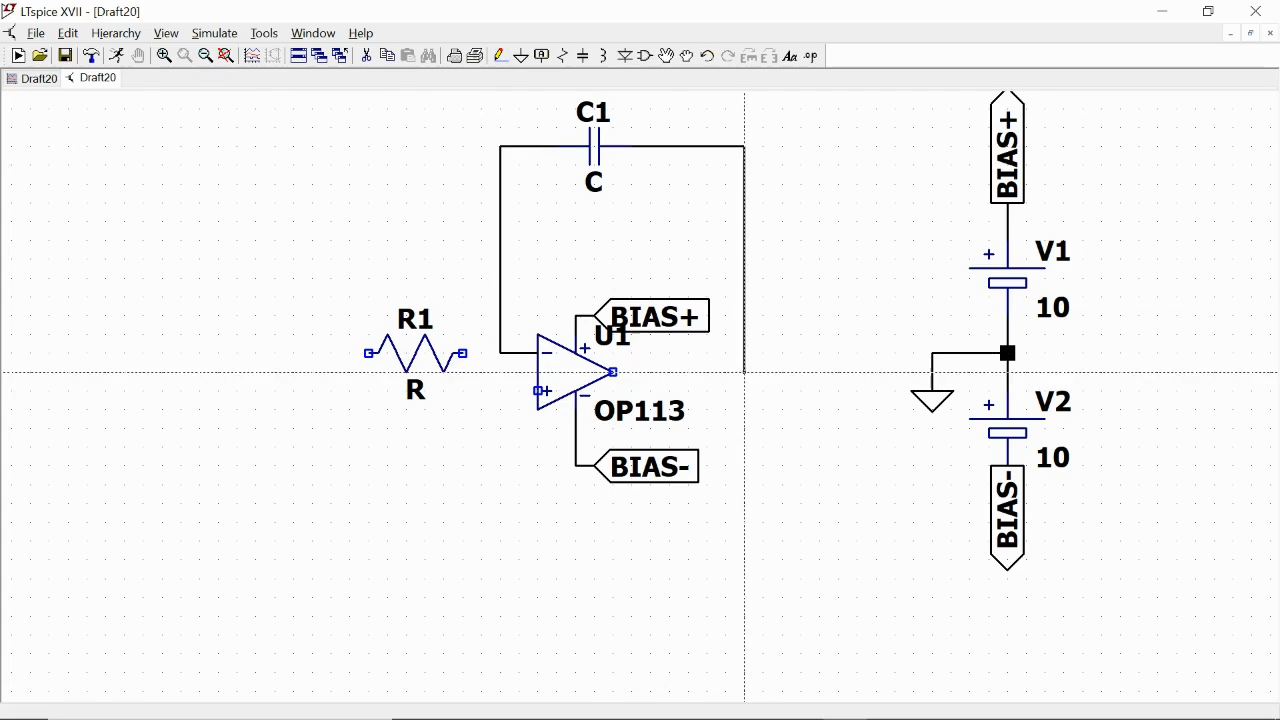 LTspice XVII - [Draft20]
File Edit Hierarchy View Simulate Tools Window Help
Draft20 Draft20
C1
C
BIAS+
V1
10
R1
R
BIAS+
U1
OP113
BIAS-
V2
10
BIAS-